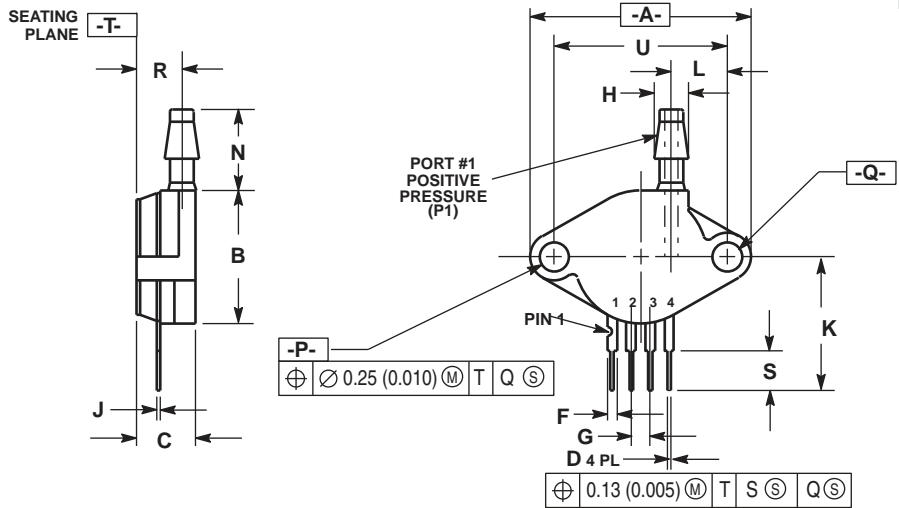 SEATING
PLANE
-T-
-A-
U
R
L
H
N
PORT #1
POSITIVE
PRESSURE
(P1)
-Q-
B
1 2 3 4
PIN 1
K
-P-
⌖ ∅ 0.25 (0.010) Ⓜ T Q Ⓢ
S
J
F
C
G
D 4 PL
⌖ 0.13 (0.005) Ⓜ T S Ⓢ Q Ⓢ